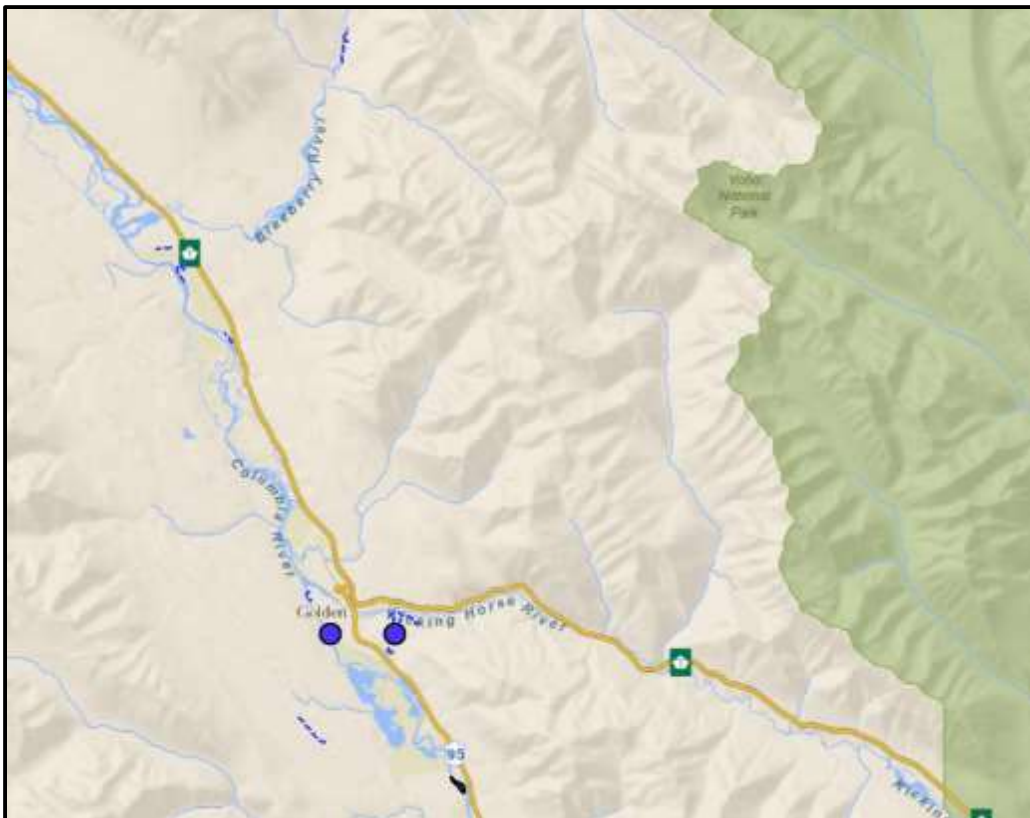 Blaeberry River
Yoho
National
Park
Columbia River
Golden
Kicking Horse River
95